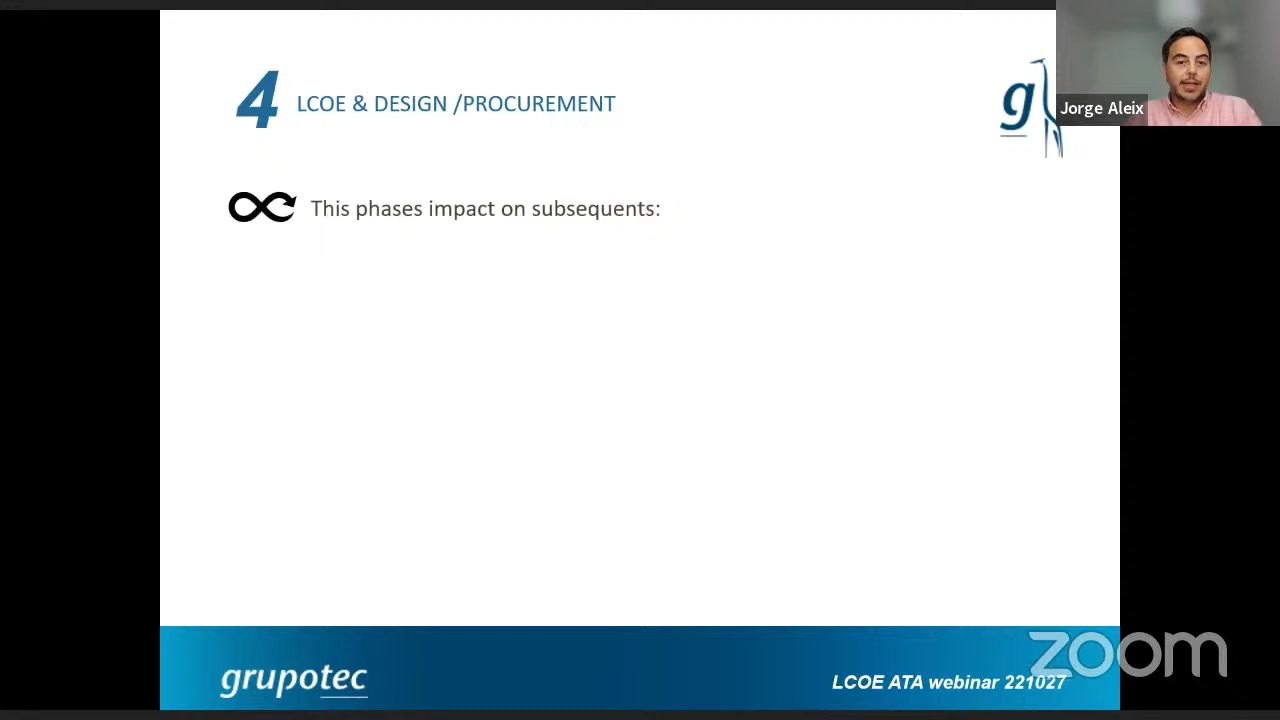 4 LCOE & DESIGN /PROCUREMENT
g
Jorge Aleix
This phases impact on subsequents:
grupotec
LCOE ATA webinar 221027
zoom